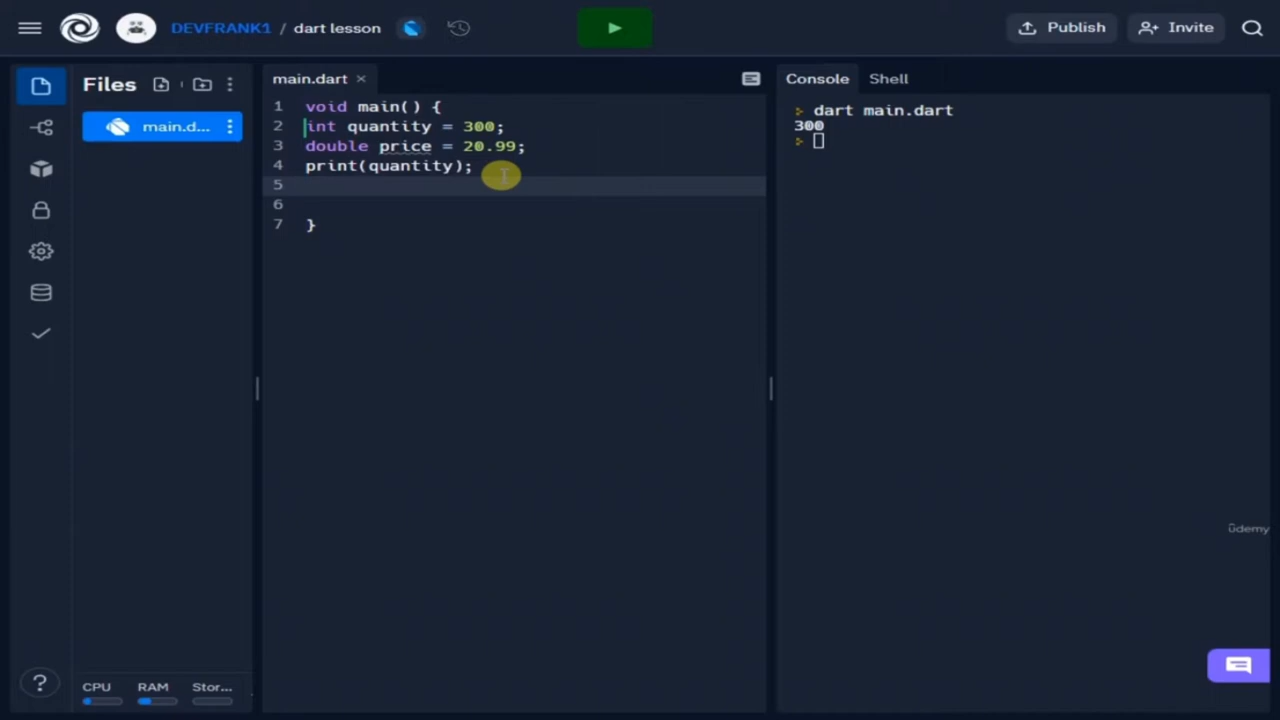 DEVFRANK1 / dart lesson
Publish
Invite
Files
main.dart ×
Console
Shell
main.d...
1 void main() {
2 int quantity = 300;
3 double price = 20.99;
4 print(quantity);
5
6
7 }
dart main.dart
300
ûdemy
?
CPU
RAM
Stor...